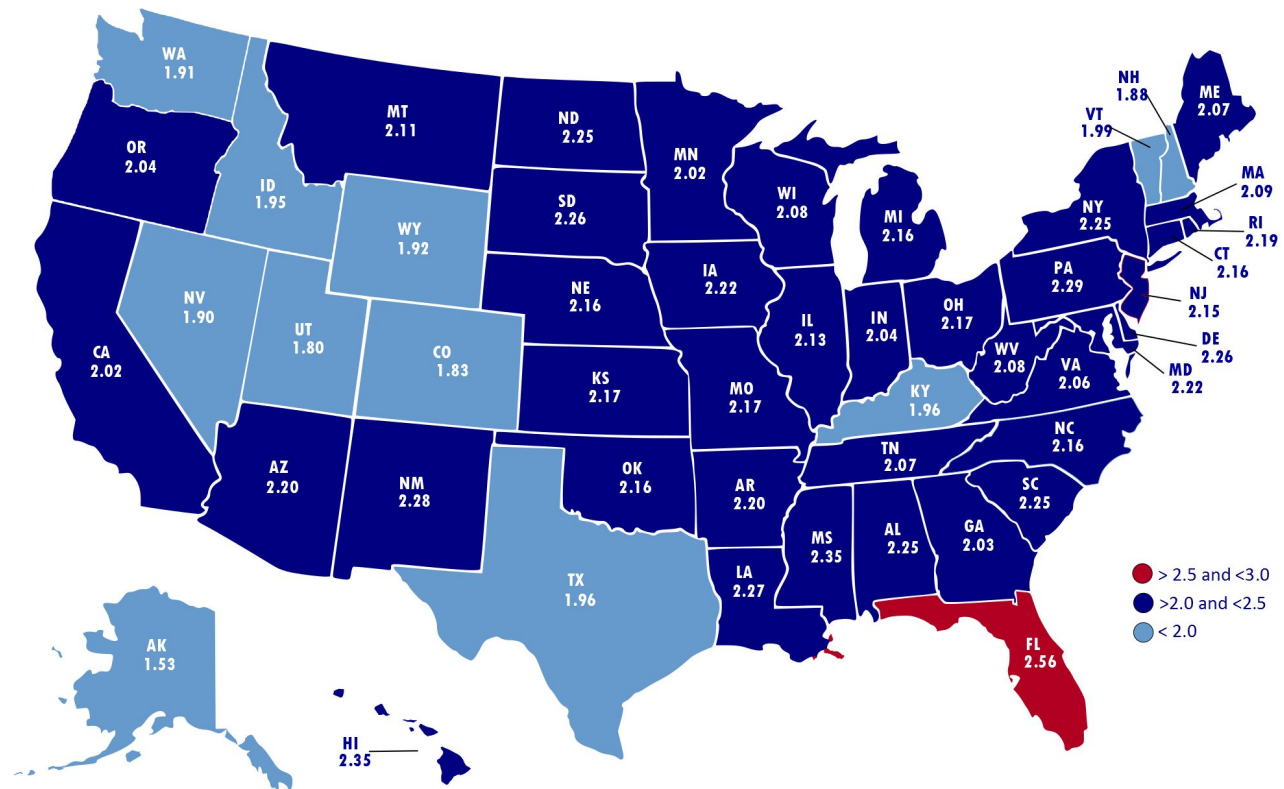 WA
1.91
OR
2.04
CA
2.02
ID
1.95
NV
1.90
UT
1.80
AZ
2.20
MT
2.11
WY
1.92
CO
1.83
NM
2.28
ND
2.25
SD
2.26
NE
2.16
KS
2.17
OK
2.16
TX
1.96
MN
2.02
IA
2.22
MO
2.17
AR
2.20
LA
2.27
WI
2.08
IL
2.13
MS
2.35
MI
2.16
IN
2.04
KY
1.96
TN
2.07
AL
2.25
OH
2.17
WV
2.08
GA
2.03
FL
2.56
SC
2.25
NC
2.16
VA
2.06
PA
2.29
NY
2.25
VT
1.99
NH
1.88
ME
2.07
MA
2.09
RI
2.19
CT
2.16
NJ
2.15
DE
2.26
MD
2.22
AK
1.53
HI
2.35
> 2.5 and <3.0
>2.0 and <2.5
< 2.0